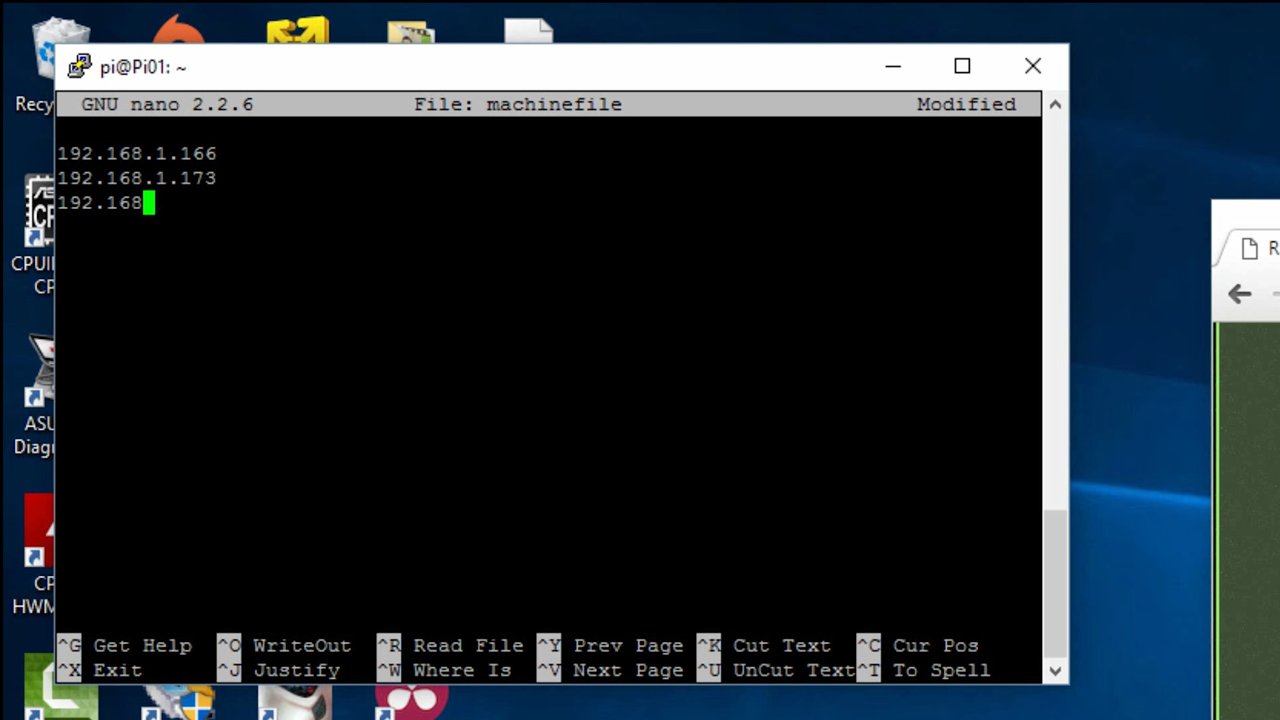 pi@Pi01: ~
GNU nano 2.2.6 File: machinefile Modified
192.168.1.166
192.168.1.173
192.168
^G Get Help ^O WriteOut ^R Read File ^Y Prev Page ^K Cut Text ^C Cur Pos
^X Exit ^J Justify ^W Where Is ^V Next Page ^U UnCut Text ^T To Spell
Recy
CPUI
CP
ASU
Diagn
CP
HWM
R